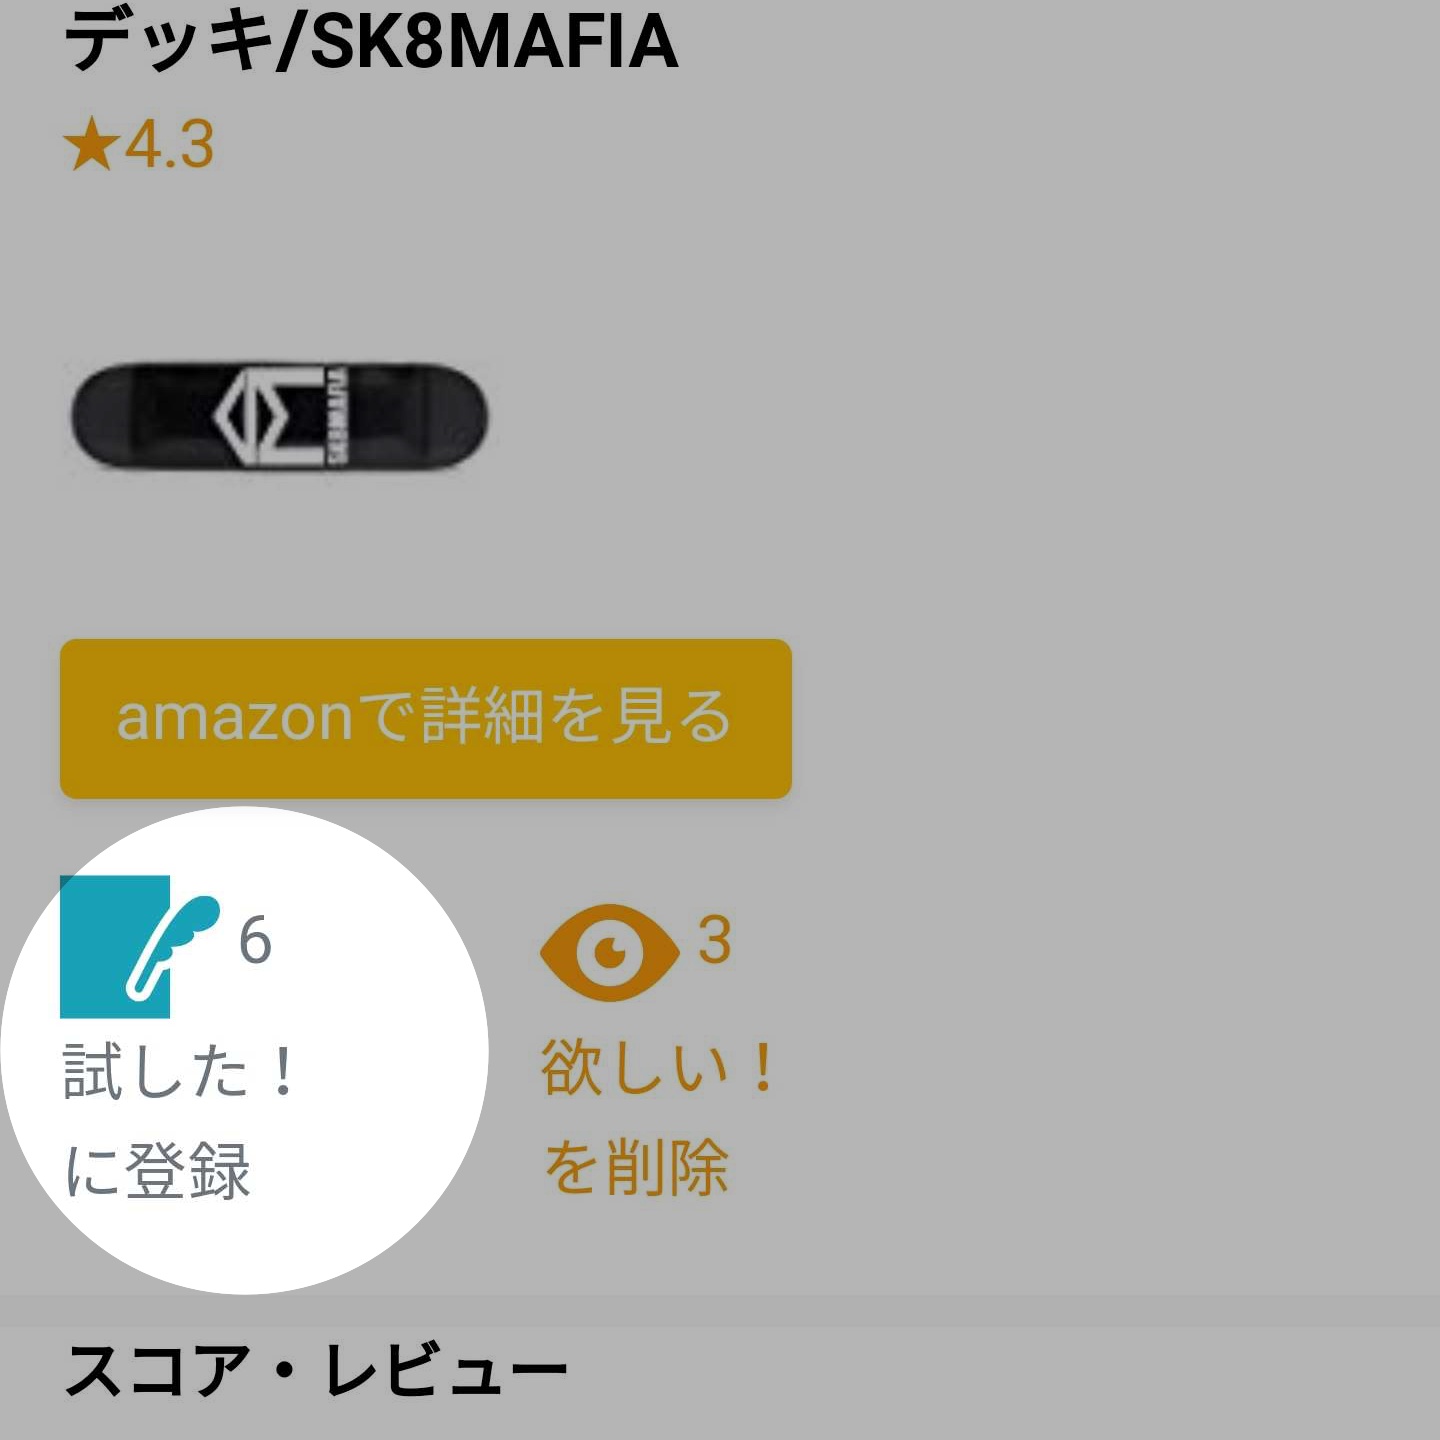 デッキ/SK8MAFIA
★4.3
SK8MAFIA
amazonで詳細を見る
6
試した！
に登録
3
欲しい！
を削除
スコア・レビュー